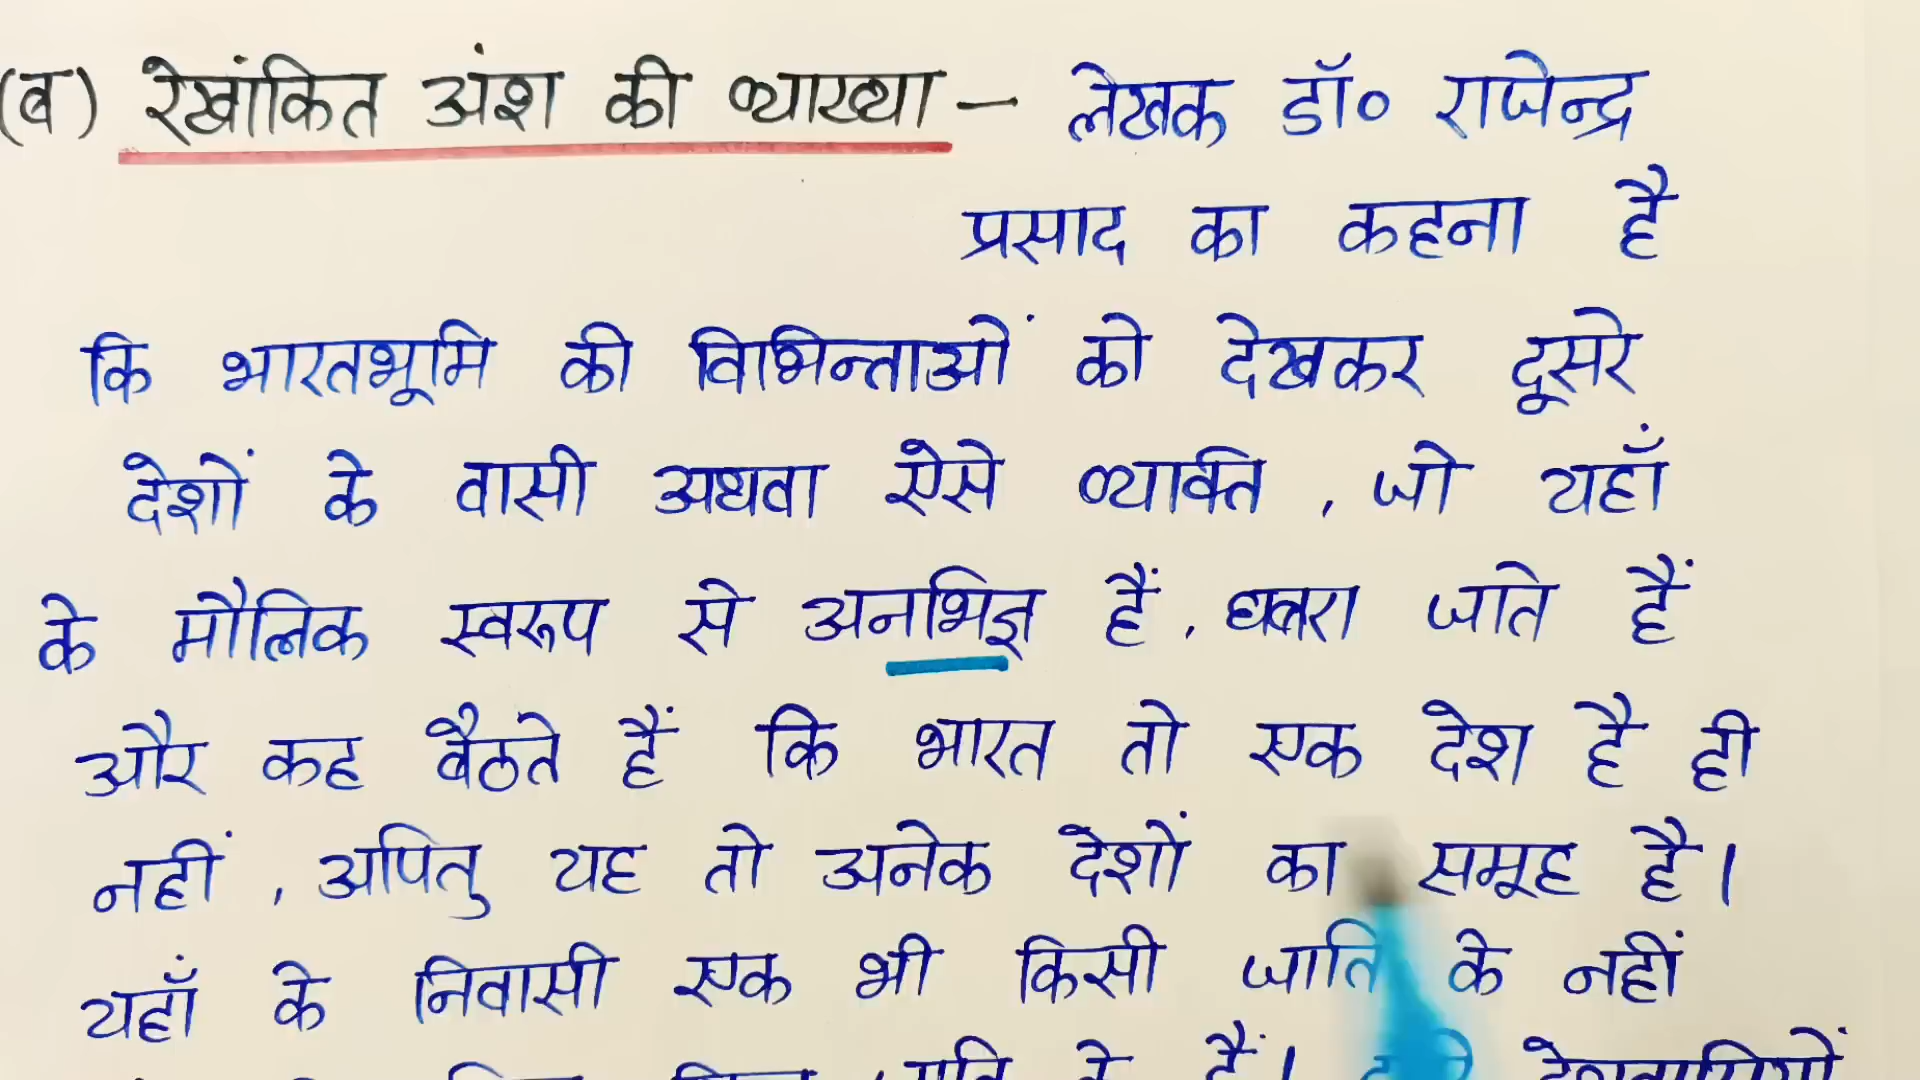 (ब) रेखांकित अंश की व्याख्या — लेखक डॉ० राजेन्द्र
प्रसाद का कहना है
कि भारतभूमि की विभिन्ताओं को देखकर दूसरे
देशों के वासी अथवा ऐसे व्यक्ति, जो यहाँ
के मौलिक स्वरूप से अनभिज्ञ हैं, घबरा जाते हैं
और कह बैठते हैं कि भारत तो एक देश है ही
नहीं, अपितु यह तो अनेक देशों का समूह है।
यहाँ के निवासी एक भी किसी जाति के नहीं
जाति के हैं। देशवासियों